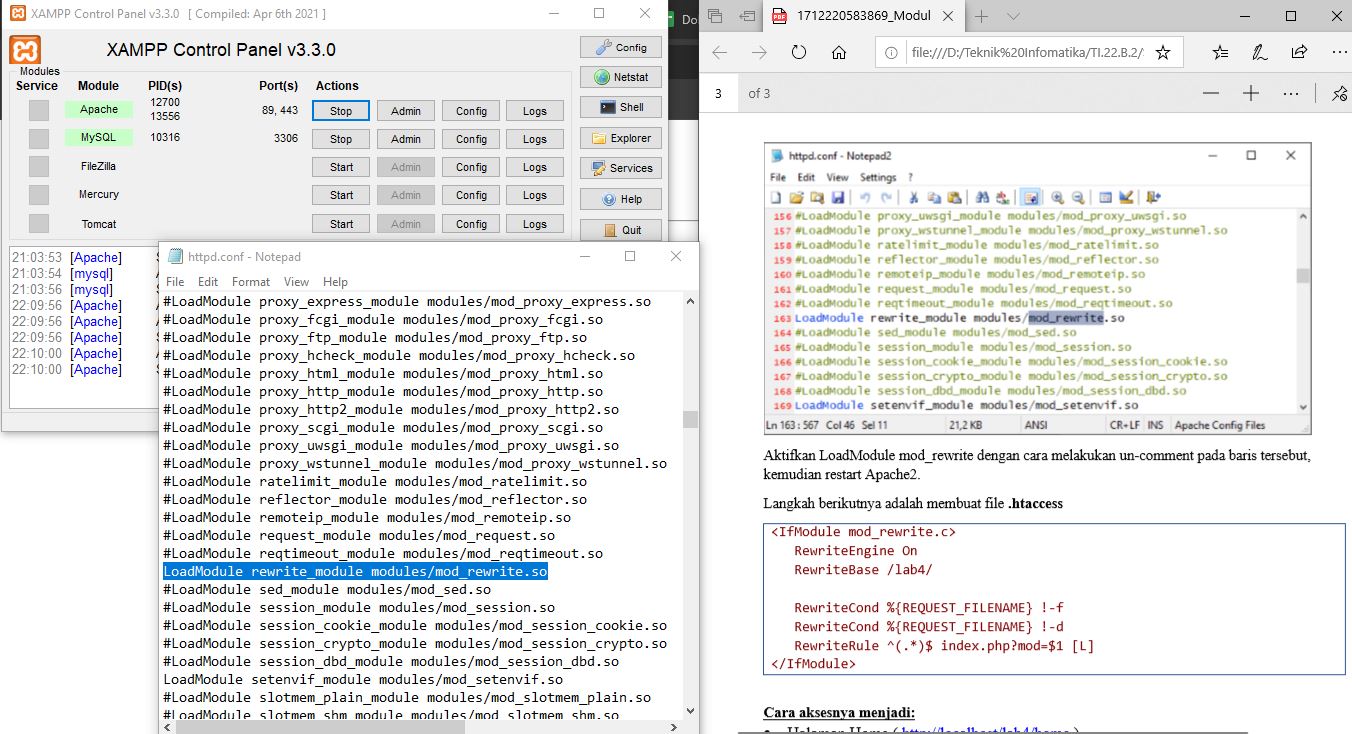 XAMPP Control Panel v3.3.0 [ Compiled: Apr 6th 2021 ]
XAMPP Control Panel v3.3.0
Config
Modules
Service Module PID(s) Port(s) Actions
Netstat
Apache 12700 13556 89, 443 Stop Admin Config Logs
Shell
MySQL 10316 3306 Stop Admin Config Logs
Explorer
FileZilla Start Admin Config Logs
Services
Mercury Start Admin Config Logs
Help
Tomcat Start Admin Config Logs
Quit
21:03:53 [Apache]
21:03:54 [mysql]
21:03:56 [mysql]
22:09:56 [Apache]
22:09:56 [Apache]
22:09:56 [Apache]
22:10:00 [Apache]
22:10:00 [Apache]
httpd.conf - Notepad
File Edit Format View Help
#LoadModule proxy_express_module modules/mod_proxy_express.so
#LoadModule proxy_fcgi_module modules/mod_proxy_fcgi.so
#LoadModule proxy_ftp_module modules/mod_proxy_ftp.so
#LoadModule proxy_hcheck_module modules/mod_proxy_hcheck.so
#LoadModule proxy_html_module modules/mod_proxy_html.so
#LoadModule proxy_http_module modules/mod_proxy_http.so
#LoadModule proxy_http2_module modules/mod_proxy_http2.so
#LoadModule proxy_scgi_module modules/mod_proxy_scgi.so
#LoadModule proxy_uwsgi_module modules/mod_proxy_uwsgi.so
#LoadModule proxy_wstunnel_module modules/mod_proxy_wstunnel.so
#LoadModule ratelimit_module modules/mod_ratelimit.so
#LoadModule reflector_module modules/mod_reflector.so
#LoadModule remoteip_module modules/mod_remoteip.so
#LoadModule request_module modules/mod_request.so
#LoadModule reqtimeout_module modules/mod_reqtimeout.so
LoadModule rewrite_module modules/mod_rewrite.so
#LoadModule sed_module modules/mod_sed.so
#LoadModule session_module modules/mod_session.so
#LoadModule session_cookie_module modules/mod_session_cookie.so
#LoadModule session_crypto_module modules/mod_session_crypto.so
#LoadModule session_dbd_module modules/mod_session_dbd.so
LoadModule setenvif_module modules/mod_setenvif.so
#LoadModule slotmem_plain_module modules/mod_slotmem_plain.so
#LoadModule slotmem_shm_module modules/mod_slotmem_shm.so
Do
PDF 1712220583869_Modul
file:///D:/Teknik%20Infomatika/TI.22.B.2/
3 of 3
httpd.conf - Notepad2
File Edit View Settings ?
156 #LoadModule proxy_uwsgi_module modules/mod_proxy_uwsgi.so
157 #LoadModule proxy_wstunnel_module modules/mod_proxy_wstunnel.so
158 #LoadModule ratelimit_module modules/mod_ratelimit.so
159 #LoadModule reflector_module modules/mod_reflector.so
160 #LoadModule remoteip_module modules/mod_remoteip.so
161 #LoadModule request_module modules/mod_request.so
162 #LoadModule reqtimeout_module modules/mod_reqtimeout.so
163 LoadModule rewrite_module modules/mod_rewrite.so
164 #LoadModule sed_module modules/mod_sed.so
165 #LoadModule session_module modules/mod_session.so
166 #LoadModule session_cookie_module modules/mod_session_cookie.so
167 #LoadModule session_crypto_module modules/mod_session_crypto.so
168 #LoadModule session_dbd_module modules/mod_session_dbd.so
169 LoadModule setenvif_module modules/mod_setenvif.so
Ln 163 : 567 Col 46 Sel 11 21,2 KB ANSI CR+LF INS Apache Config Files
Aktifkan LoadModule mod_rewrite dengan cara melakukan un-comment pada baris tersebut,
kemudian restart Apache2.
Langkah berikutnya adalah membuat file .htaccess
<IfModule mod_rewrite.c>
RewriteEngine On
RewriteBase /lab4/
RewriteCond %{REQUEST_FILENAME} !-f
RewriteCond %{REQUEST_FILENAME} !-d
RewriteRule ^(.*)$ index.php?mod=$1 [L]
</IfModule>
Cara aksesnya menjadi:
Halaman Home ( http://localhost/lab4/home )